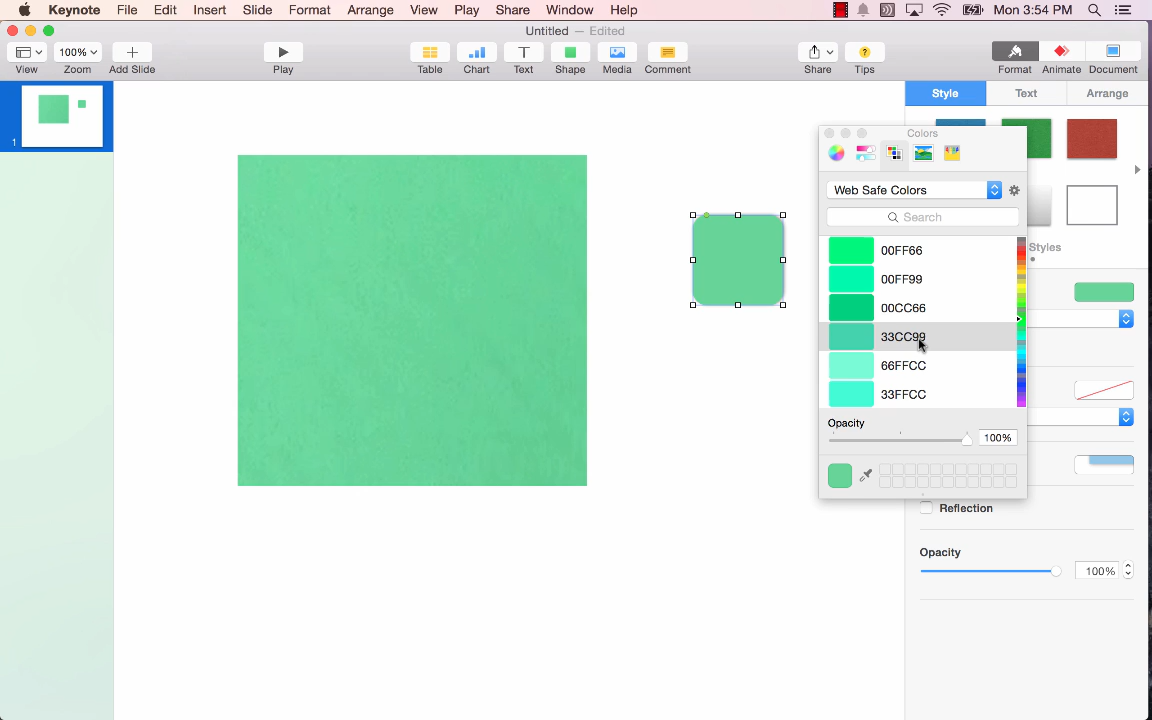 Keynote File Edit Insert Slide Format Arrange View Play Share Window Help Mon 3:54 PM
Untitled — Edited
100%
View Zoom Add Slide Play Table Chart Text Shape Media Comment Share Tips Format Animate Document
Style Text Arrange
1
Colors
Web Safe Colors
Search
Styles
00FF66
00FF99
00CC66
33CC99
66FFCC
33FFCC
Opacity
100%
Reflection
Opacity
100%